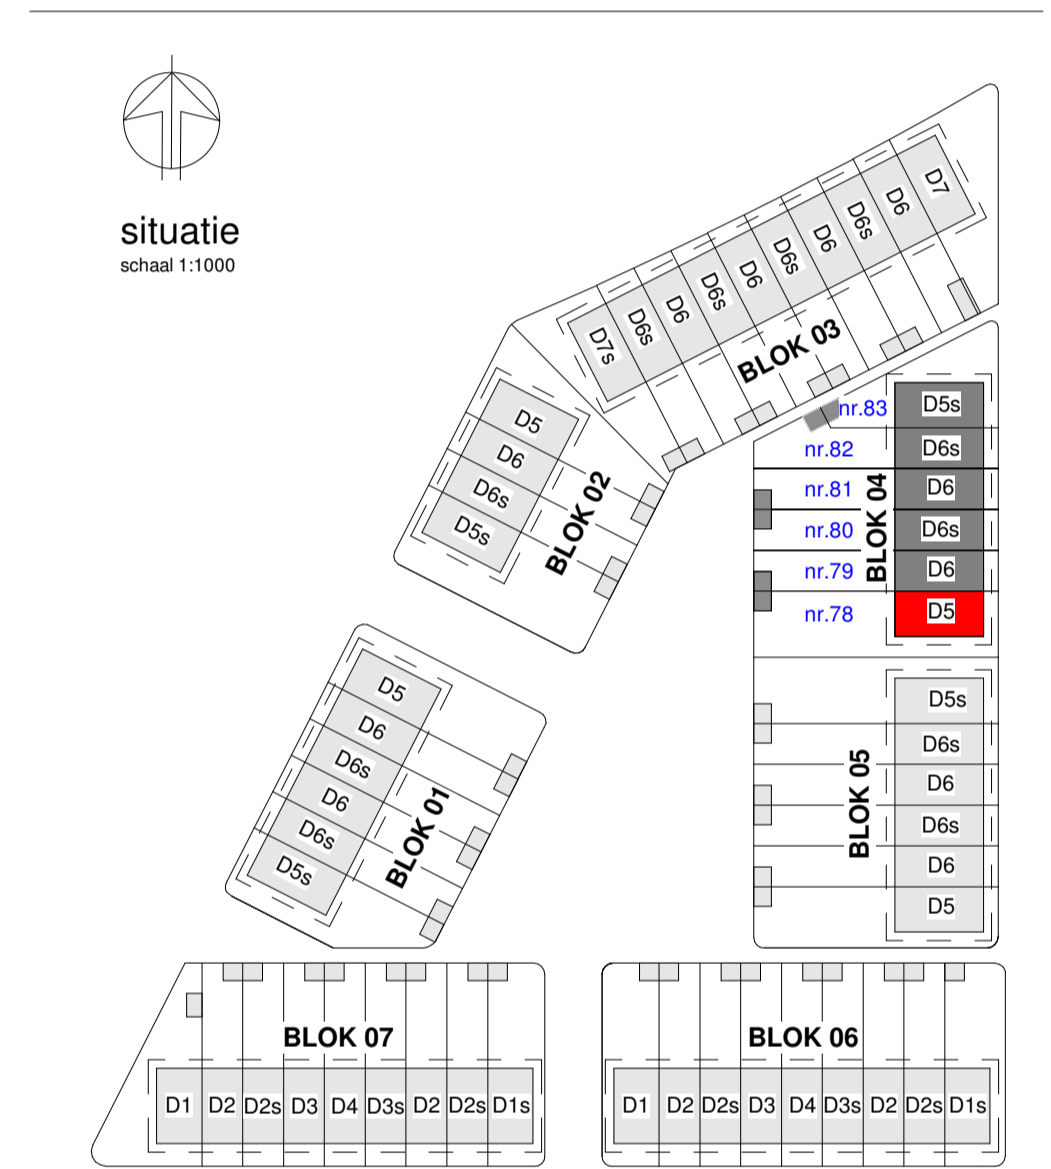 situatie
schaal 1:1000
D7s
D6s
D6
D6s
D6
D6s
D6
D6s
D6
D7
BLOK 03
D5
D6
D6s
D5s
BLOK 02
nr.83
D5s
nr.82
D6s
nr.81
D6
nr.80
D6s
nr.79
D6
nr.78
D5
BLOK 04
D5
D6
D6s
D6
D6s
D5s
BLOK 01
D5s
D6s
D6
D6s
D6
D5
BLOK 05
BLOK 07
D1 D2 D2s D3 D4 D3s D2 D2s D1s
BLOK 06
D1 D2 D2s D3 D4 D3s D2 D2s D1s